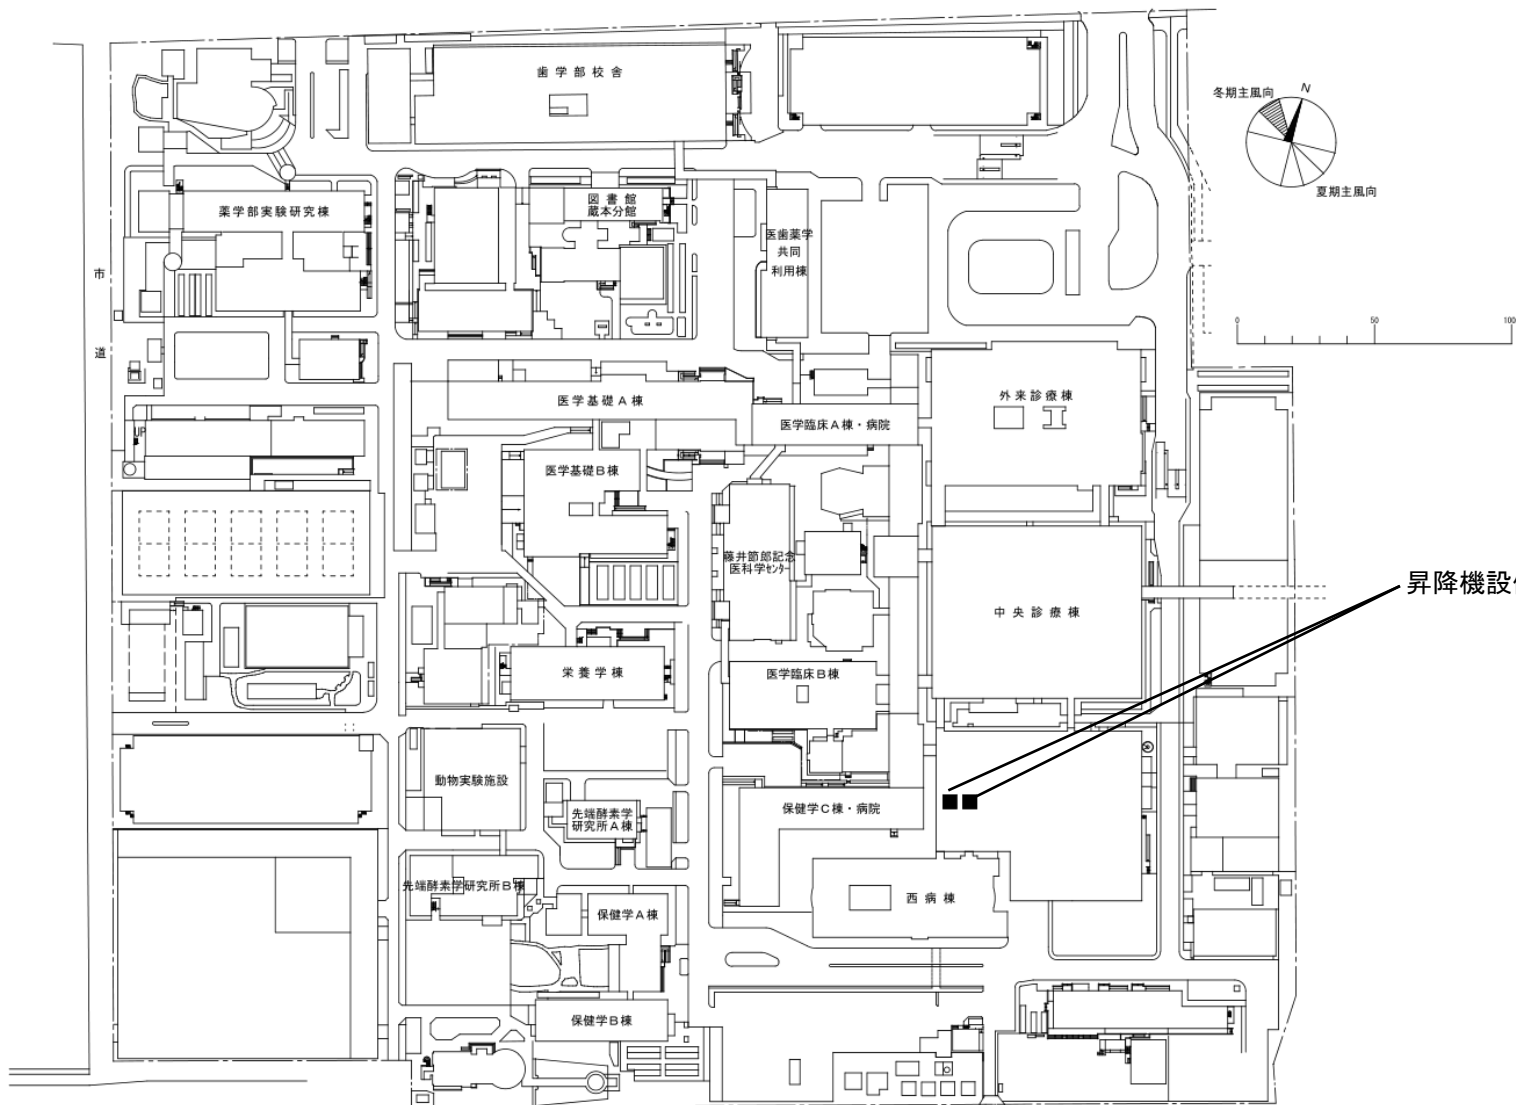 歯学部校舎
冬期主風向
N
夏期主風向
薬学部実験研究棟
図書館
蔵本分館
医歯薬学
共同
利用棟
市道
0 50 100
外来診療棟
医学基礎A棟
医学臨床A棟・病院
UP
医学基礎B棟
藤井節郎記念
医科学センター
昇降機設
中央診療棟
栄養学棟
医学臨床B棟
動物実験施設
先端酵素学
研究所A棟
保健学C棟・病院
先端酵素学研究所B棟
保健学A棟
西病棟
保健学B棟